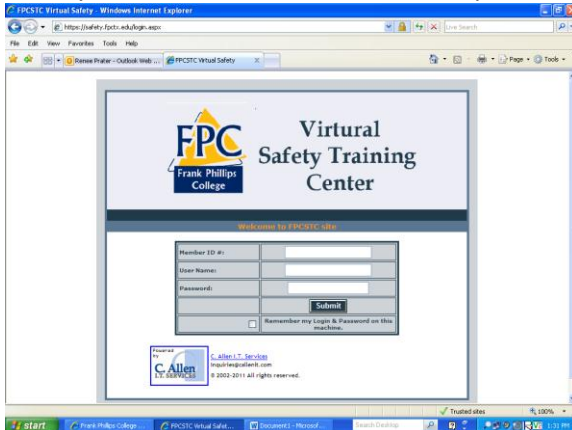 FPCSTC Virtual Safety - Windows Internet Explorer
https://safety.fpctx.edu/login.aspx
Live Search
File Edit View Favorites Tools Help
Renee Prater - Outlook Web ...
FPCSTC Virtual Safety
Page Tools
FPC
Frank Phillips
College
Virtural
Safety Training
Center
Welcome to FPCSTC site
Member ID #:
User Name:
Password:
Submit
Remember my Login & Password on this
machine.
Powered
by
C. Allen
I.T. SERVICES
C. Allen I.T. Services
inquiries@callenit.com
© 2002-2011 All rights reserved.
Trusted sites
100%
start
Frank Phillips College ...
FPCSTC Virtual Safet...
Document1 - Microsof...
Search Desktop
1:31 PM